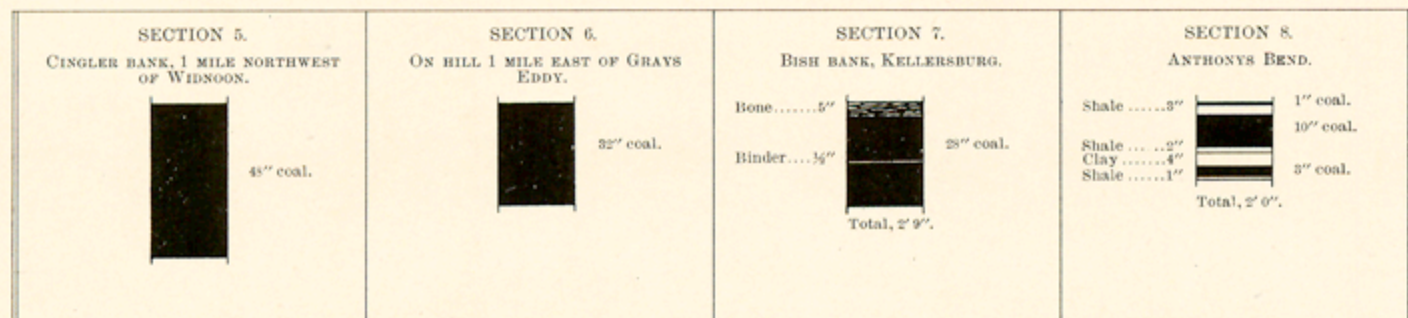 SECTION 5.
CINGLER BANK, 1 MILE NORTHWEST
OF WIDNOON.
48″ coal.
SECTION 6.
ON HILL 1 MILE EAST OF GRAYS
EDDY.
32″ coal.
SECTION 7.
BISH BANK, KELLERSBURG.
Bone.......5″
Binder....½″
28″ coal.
Total, 2′ 9″.
SECTION 8.
ANTHONYS BEND.
Shale ......3″
1″ coal.
10″ coal.
Shale ... ..2″
Clay .......4″
Shale ......1″
3″ coal.
Total, 2′ 0″.